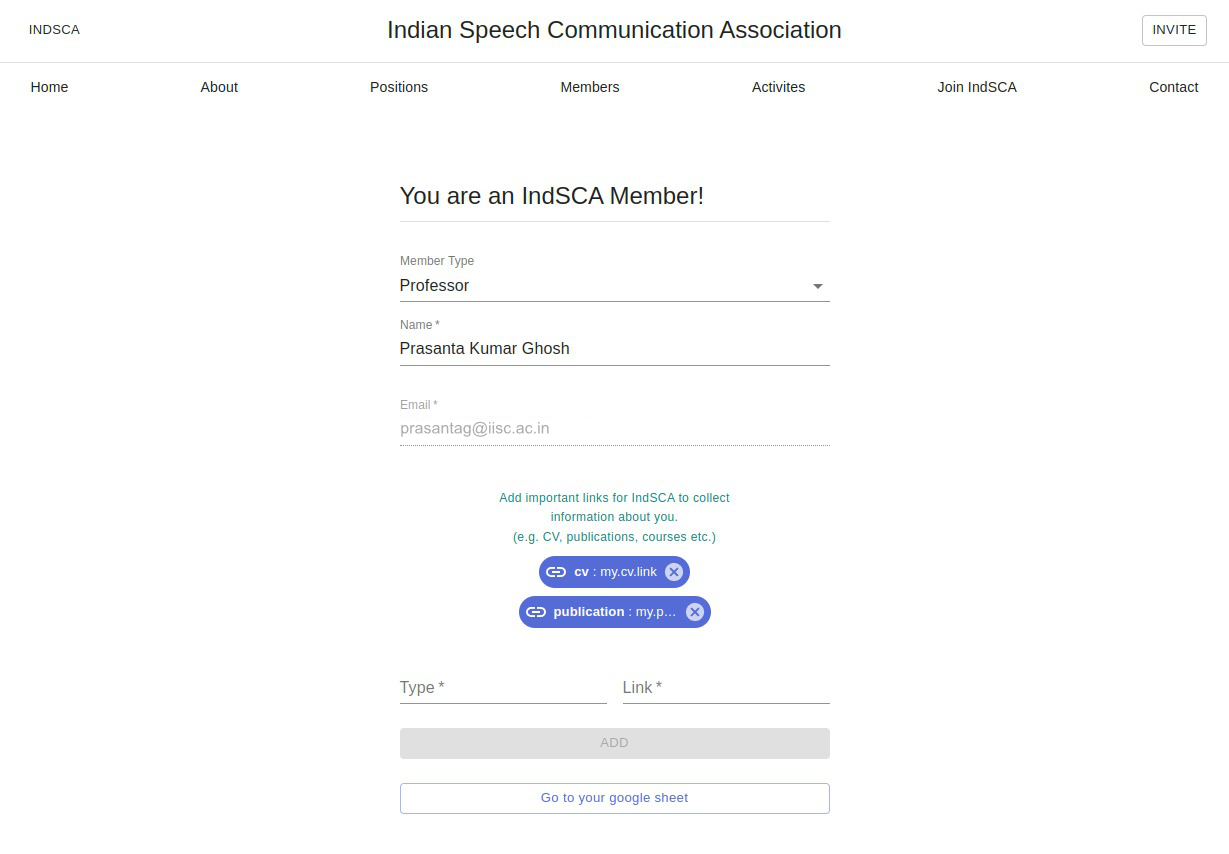 INDSCA
Indian Speech Communication Association
INVITE
Home
About
Positions
Members
Activites
Join IndSCA
Contact
You are an IndSCA Member!
Member Type
Professor
Name *
Prasanta Kumar Ghosh
Email *
prasantag@iisc.ac.in
Add important links for IndSCA to collect
information about you.
(e.g. CV, publications, courses etc.)
cv : my.cv.link
publication : my.p...
Type *
Link *
ADD
Go to your google sheet